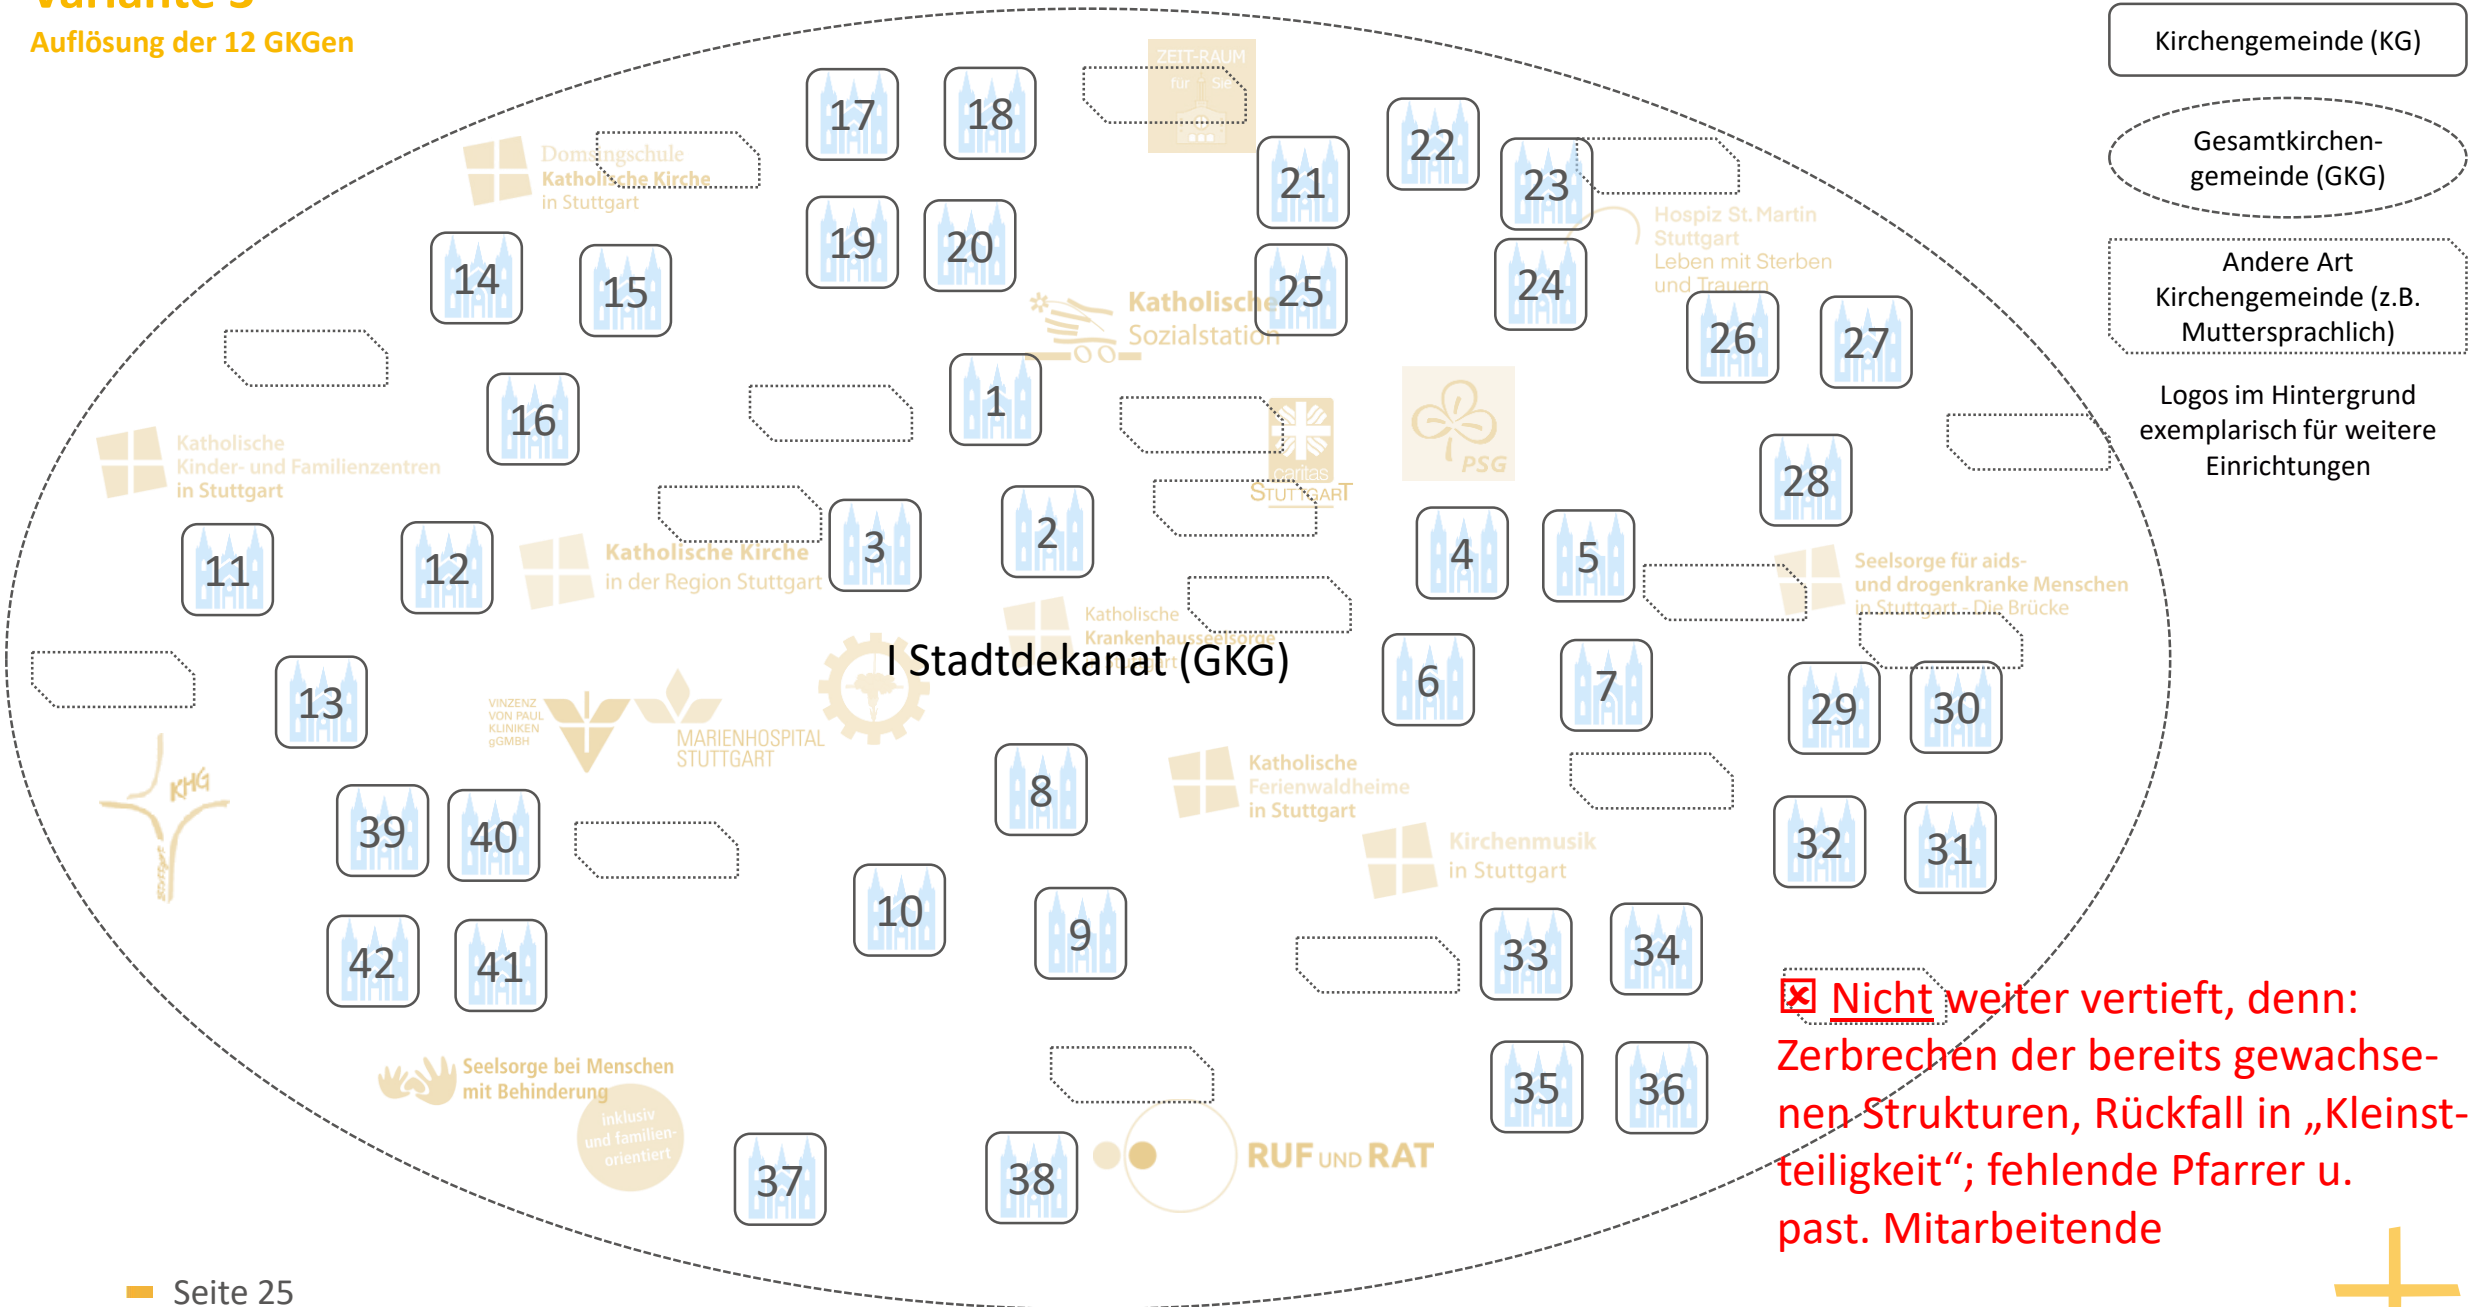 Variante 3
Auflösung der 12 GKGen
Kirchengemeinde (KG)
Gesamtkirchen-
gemeinde (GKG)
Andere Art
Kirchengemeinde (z.B.
Muttersprachlich)
Logos im Hintergrund
exemplarisch für weitere
Einrichtungen
ZEIT-RAUM
für Sie
17
18
22
21
23
Domsingschule
Katholische Kirche
in Stuttgart
19
20
Hospiz St. Martin
Stuttgart
Leben mit Sterben
und Trauern
14
15
25
24
Katholische
Sozialstation
26
27
1
16
caritas
STUTTGART
PSG
Katholische
Kinder- und Familienzentren
in Stuttgart
28
2
3
4
5
11
12
Katholische Kirche
in der Region Stuttgart
Seelsorge für aids-
und drogenkranke Menschen
in Stuttgart - Die Brücke
Katholische
Krankenhausseelsorge
I Stadtdekanat (GKG)
6
7
13
29
30
VINZENZ
VON PAUL
KLINIKEN
gGMBH
MARIENHOSPITAL
STUTTGART
KHG
8
Katholische
Ferienwaldheime
in Stuttgart
39
40
Kirchenmusik
in Stuttgart
32
31
10
9
42
41
33
34
☒ Nicht weiter vertieft, denn:
Zerbrechen der bereits gewachse-
nen Strukturen, Rückfall in „Kleinst-
teiligkeit“; fehlende Pfarrer u.
past. Mitarbeitende
Seelsorge bei Menschen
mit Behinderung
inklusiv
und familien-
orientiert
35
36
37
38
RUF UND RAT
Seite 25